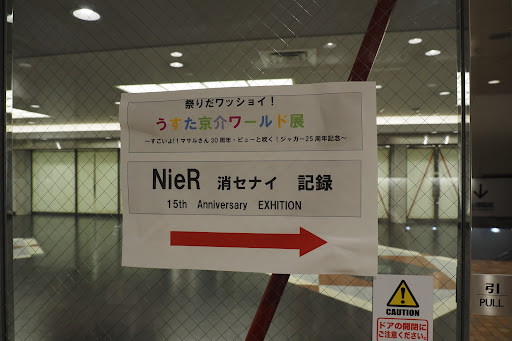 祭りだワッショイ!
うすた京介ワールド展
～すごいよ!!マサルさん30周年・ピューと吹く!ジャガー25周年記念～
NieR 消セナイ 記録
15th Anniversary EXHITION
CAUTION
ドアの開閉に
ご注意ください。
引
PULL